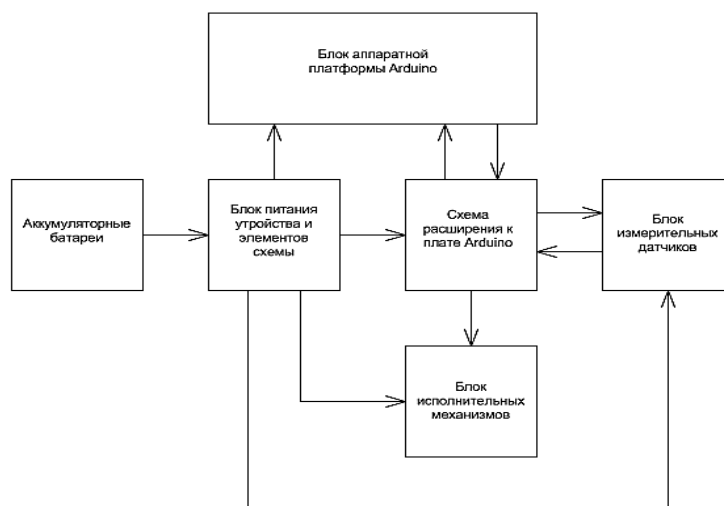 Блок аппаратной
платформы Arduino
Аккумуляторные
батареи
Блок питания
утройства и
элементов
схемы
Схема
расширения к
плате Arduino
Блок
измерительных
датчиков
Блок
исполнительных
механизмов